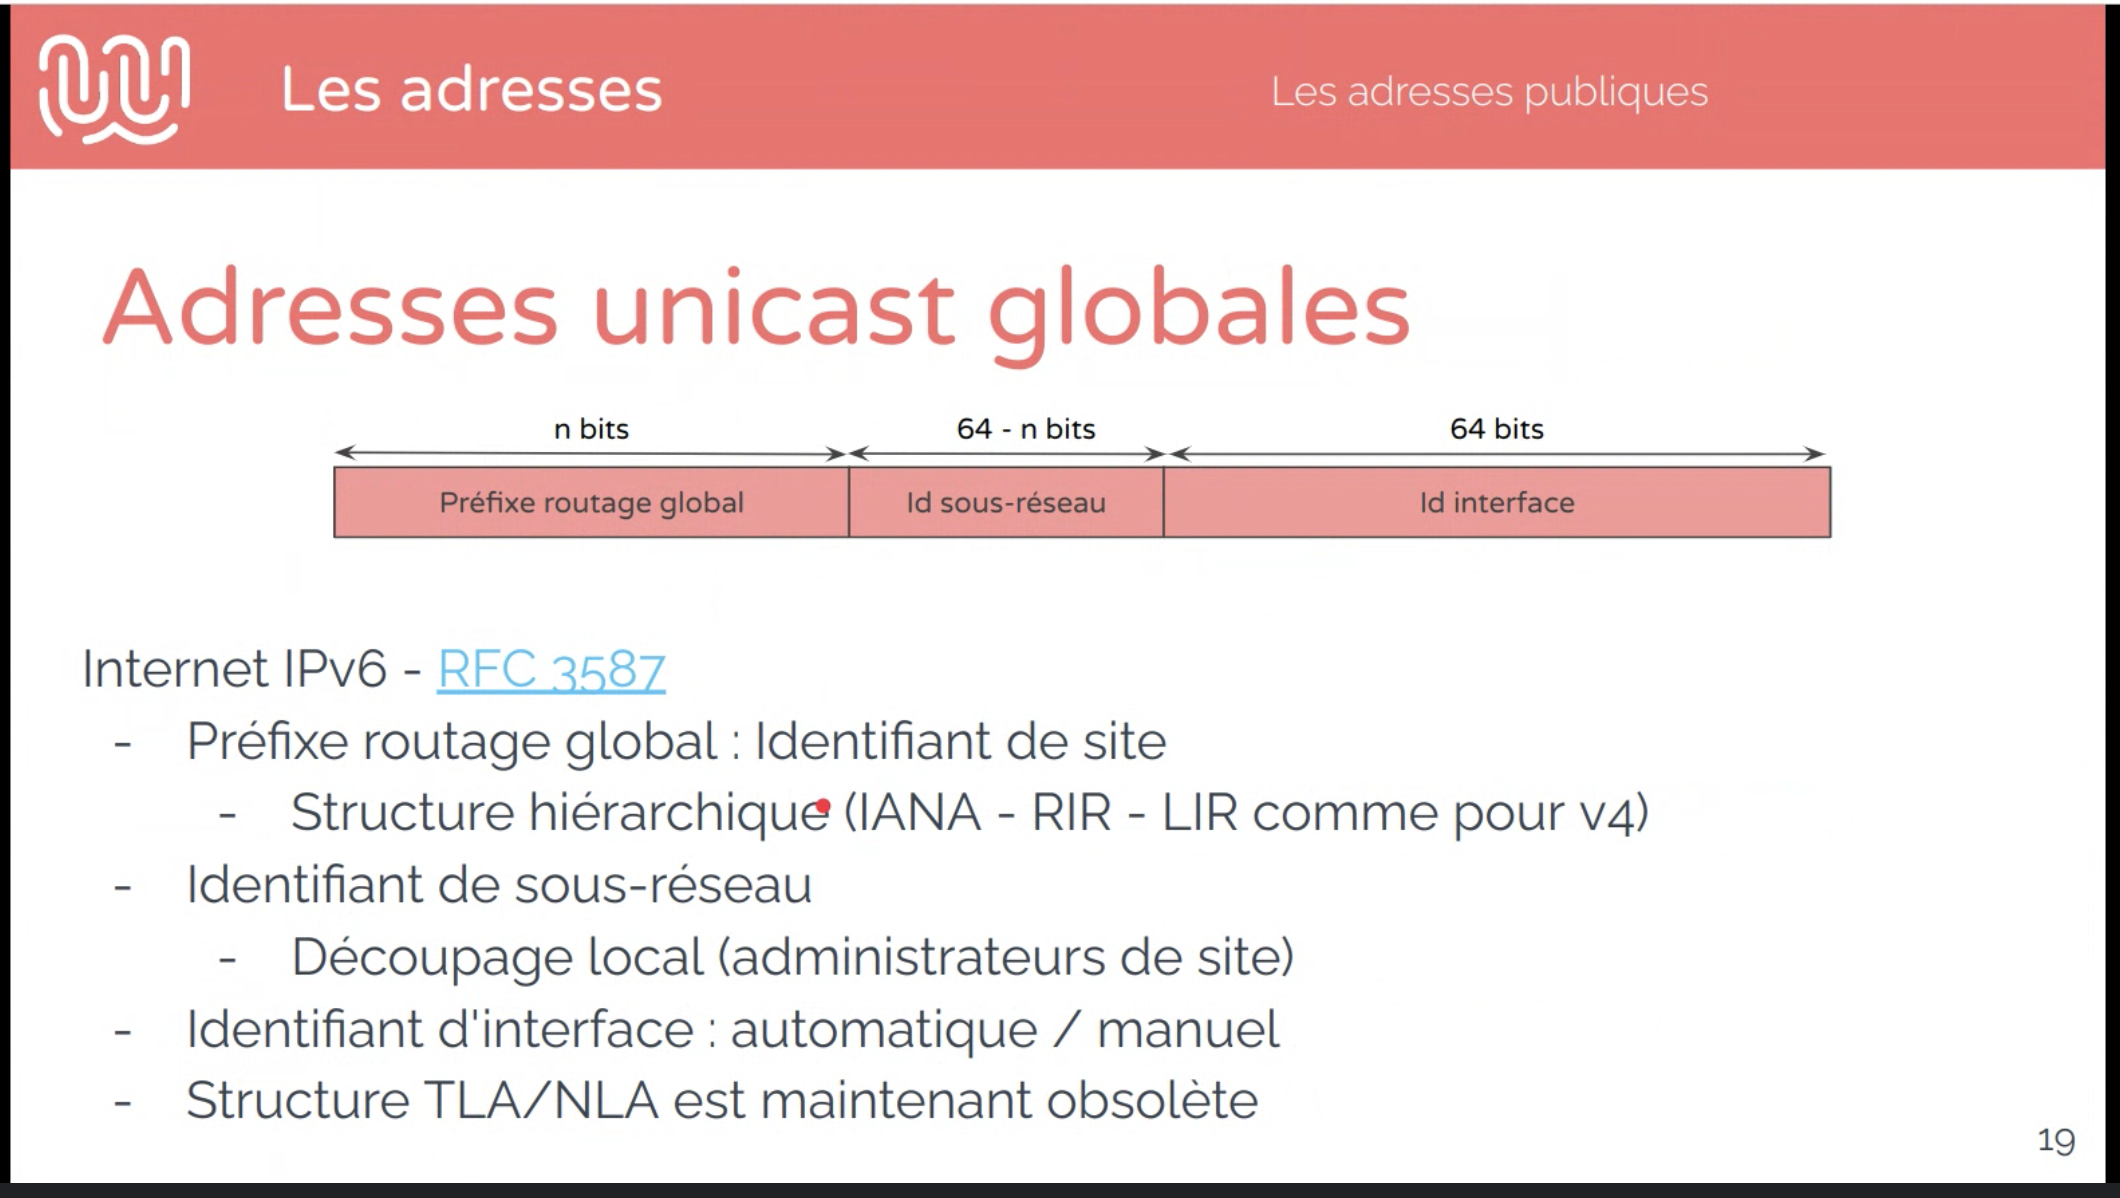 Les adresses
Les adresses publiques
Adresses unicast globales
n bits
64 - n bits
64 bits
Préfixe routage global
Id sous-réseau
Id interface
Internet IPv6 - RFC 3587
- Préfixe routage global : Identifiant de site
- Structure hiérarchique (IANA - RIR - LIR comme pour v4)
- Identifiant de sous-réseau
- Découpage local (administrateurs de site)
- Identifiant d'interface : automatique / manuel
- Structure TLA/NLA est maintenant obsolète
19